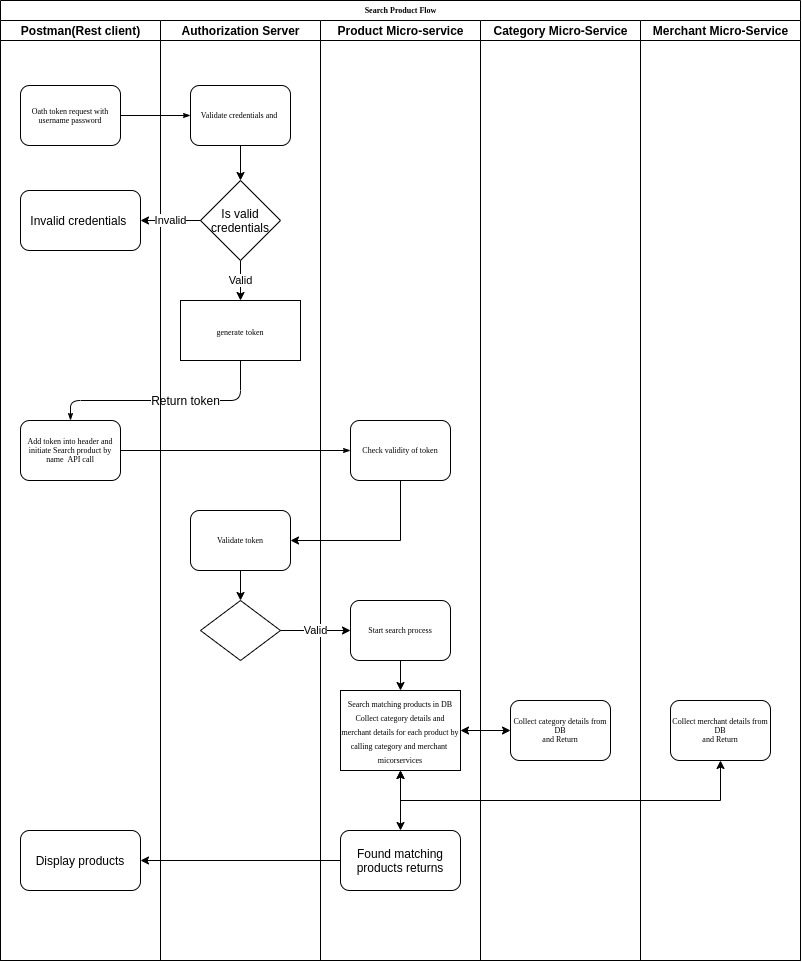 Search Product Flow
Postman(Rest client)
Authorization Server
Product Micro-service
Category Micro-Service
Merchant Micro-Service
Oath token request with
username password
Validate credentials and
Invalid credentials
Invalid
Is valid
credentials
Valid
generate token
Return token
Add token into header and
initiate Search product by
name API call
Check validity of token
Validate token
Valid
Start search process
Search matching products in DB
Collect category details and
merchant details for each product by
calling category and merchant
micorservices
Collect category details from
DB
and Return
Collect merchant details from
DB
and Return
Display products
Found matching
products returns